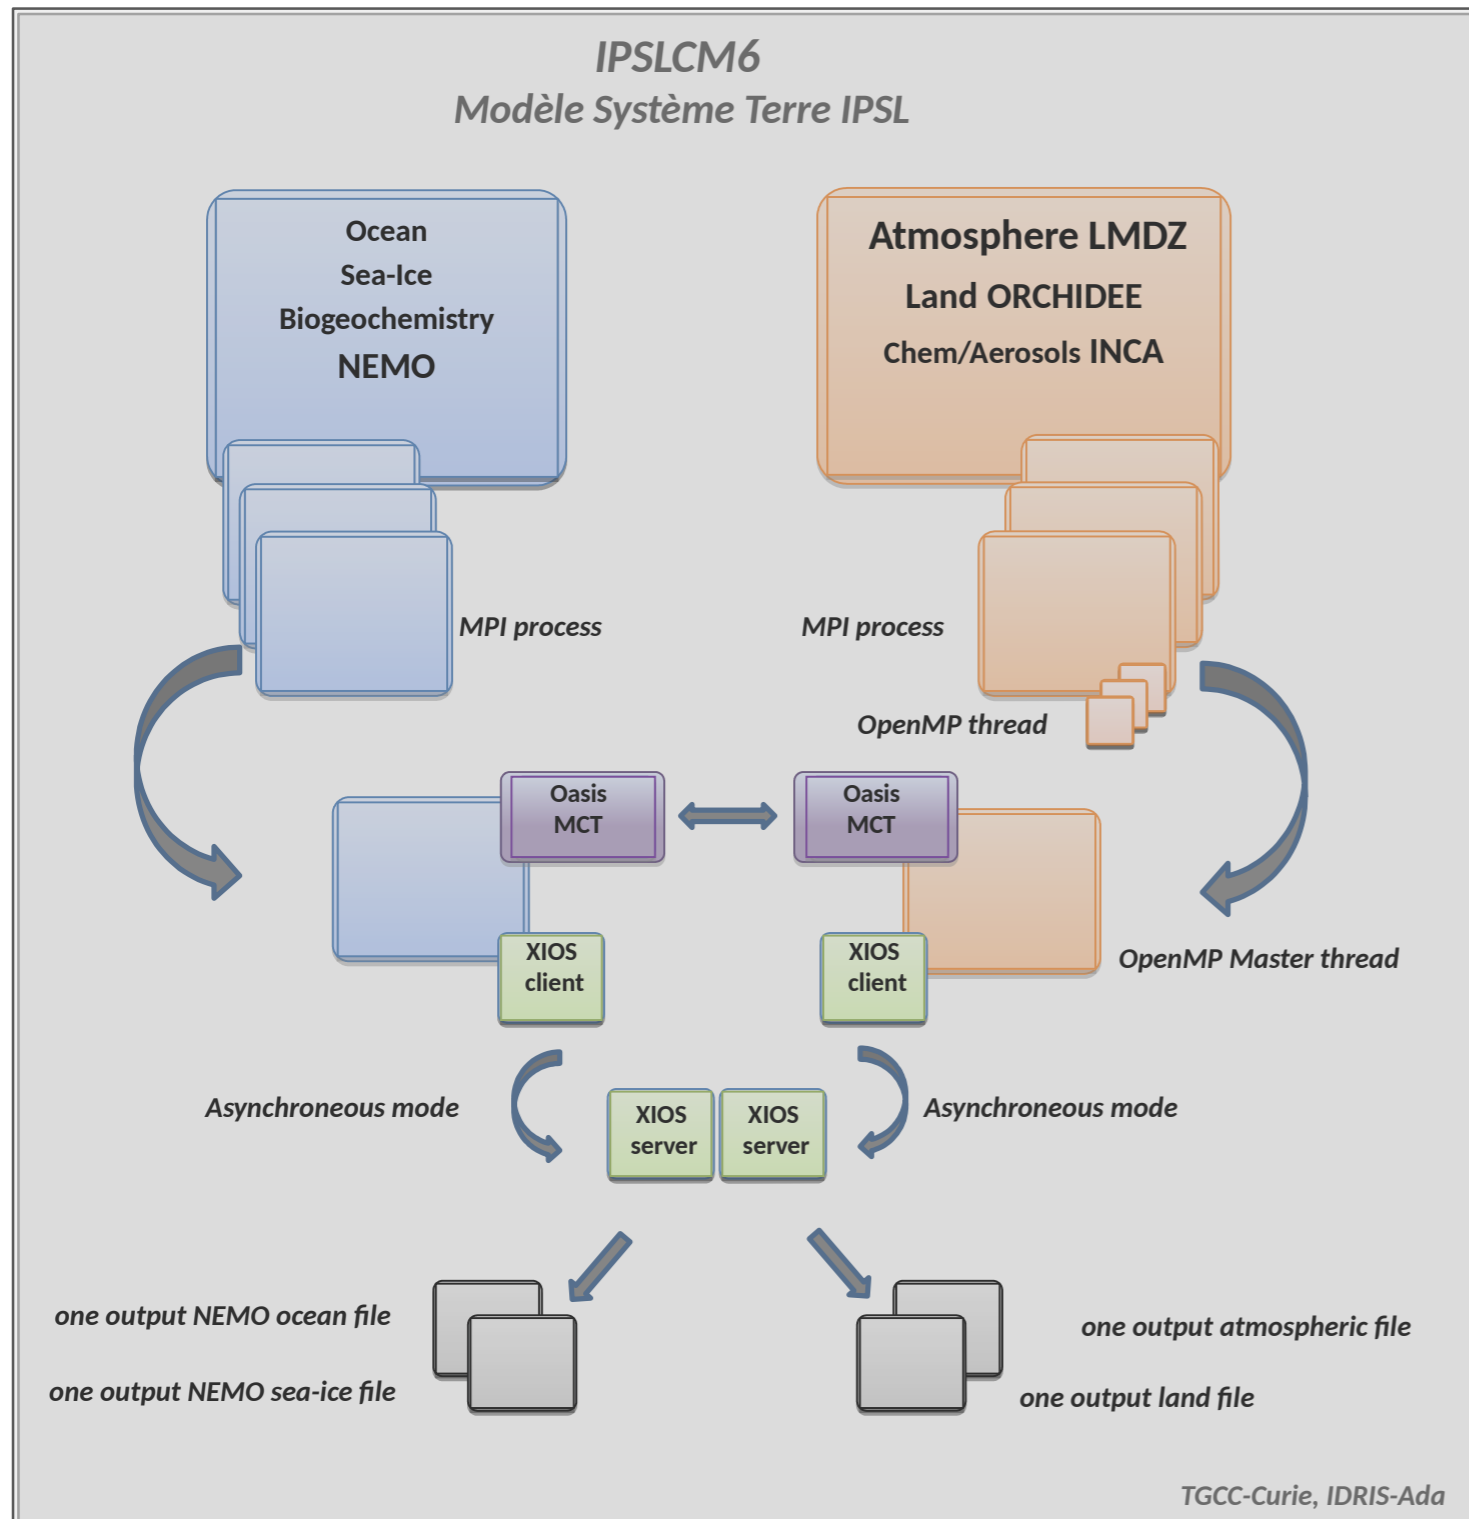 IPSLCM6
Modèle Système Terre IPSL
Ocean
Sea-Ice
Biogeochemistry
NEMO
Atmosphere LMDZ
Land ORCHIDEE
Chem/Aerosols INCA
MPI process
MPI process
OpenMP thread
Oasis
MCT
Oasis
MCT
XIOS
client
XIOS
client
OpenMP Master thread
Asynchroneous mode
XIOS
server
XIOS
server
Asynchroneous mode
one output NEMO ocean file
one output NEMO sea-ice file
one output atmospheric file
one output land file
TGCC-Curie, IDRIS-Ada